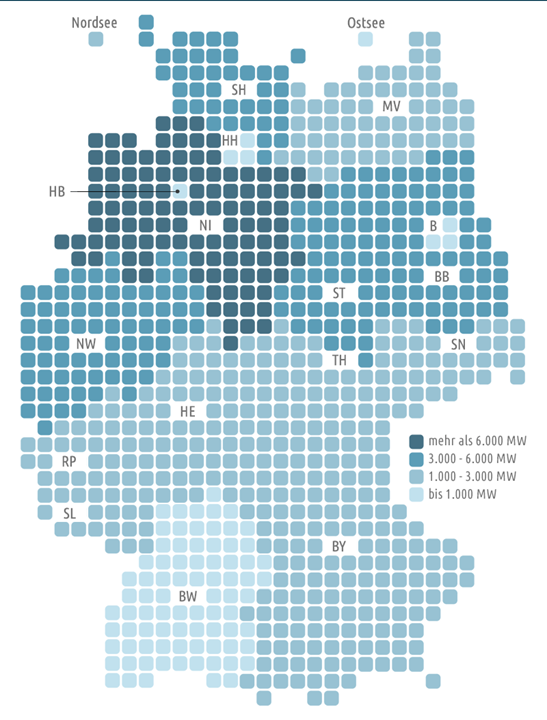 Nordsee
Ostsee
SH
MV
HH
HB
NI
B
BB
ST
NW
SN
TH
HE
mehr als 6.000 MW
3.000 - 6.000 MW
RP
1.000 - 3.000 MW
bis 1.000 MW
SL
BY
BW